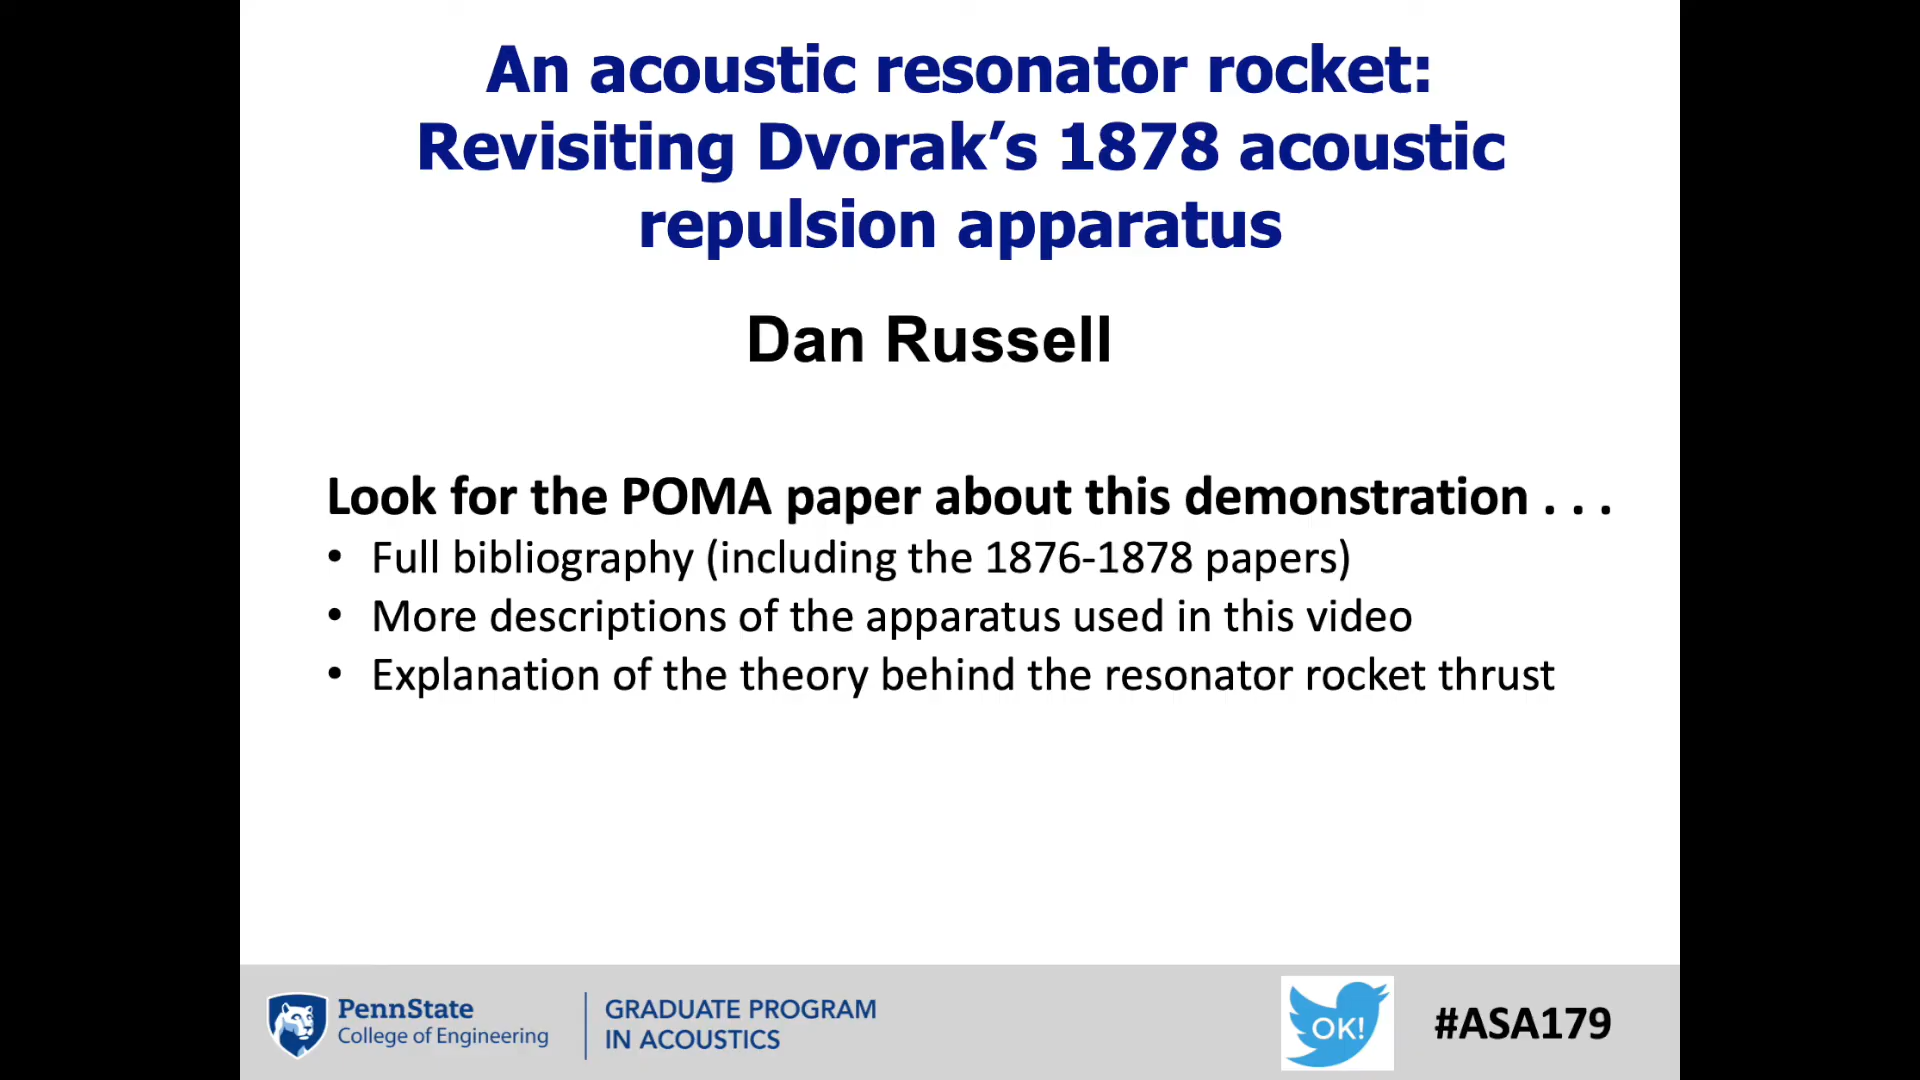 An acoustic resonator rocket:
Revisiting Dvorak’s 1878 acoustic
repulsion apparatus
Dan Russell
Look for the POMA paper about this demonstration . . .
• Full bibliography (including the 1876-1878 papers)
• More descriptions of the apparatus used in this video
• Explanation of the theory behind the resonator rocket thrust
PennState
College of Engineering
GRADUATE PROGRAM
IN ACOUSTICS
OK!
#ASA179